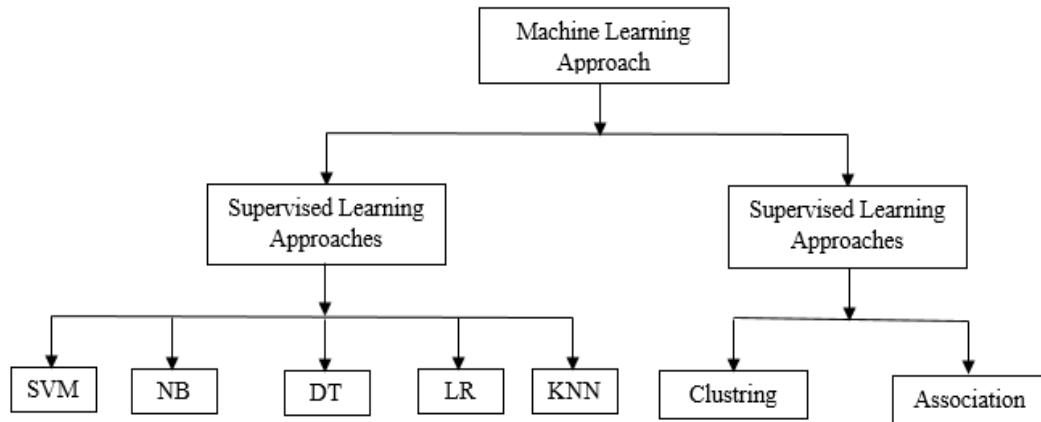 Machine Learning
Approach
Supervised Learning
Approaches
Supervised Learning
Approaches
SVM
NB
DT
LR
KNN
Clustring
Association